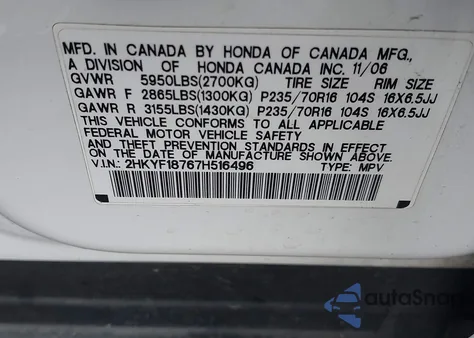 MFD. IN CANADA BY HONDA OF CANADA MFG.,
A DIVISION OF HONDA CANADA INC. 11/06
GVWR 5950LBS(2700KG) TIRE SIZE RIM SIZE
GAWR F 2865LBS(1300KG) P235/70R16 104S 16X6.5JJ
GAWR R 3155LBS(1430KG) P235/70R16 104S 16X6.5JJ
THIS VEHICLE CONFORMS TO ALL APPLICABLE
FEDERAL MOTOR VEHICLE SAFETY
AND THEFT PREVENTION STANDARDS IN EFFECT
ON THE DATE OF MANUFACTURE SHOWN ABOVE.
V.I.N.: 2HKYF18767H516496 TYPE: MPV
autoSnap